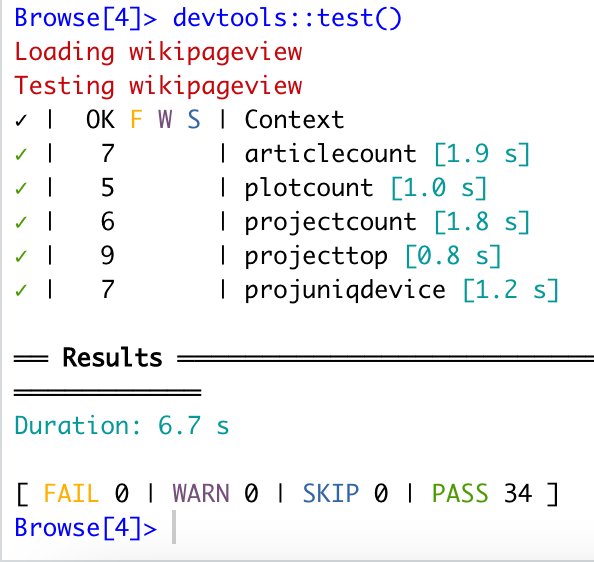 Browse[4]> devtools::test()
Loading wikipageview
Testing wikipageview
✓ |  OK F W S | Context
✓ |   7       | articlecount [1.9 s]
✓ |   5       | plotcount [1.0 s]
✓ |   6       | projectcount [1.8 s]
✓ |   9       | projecttop [0.8 s]
✓ |   7       | projuniqdevice [1.2 s]
══ Results ═════════════════════════════
═════════════
Duration: 6.7 s
[ FAIL 0 | WARN 0 | SKIP 0 | PASS 34 ]
Browse[4]>